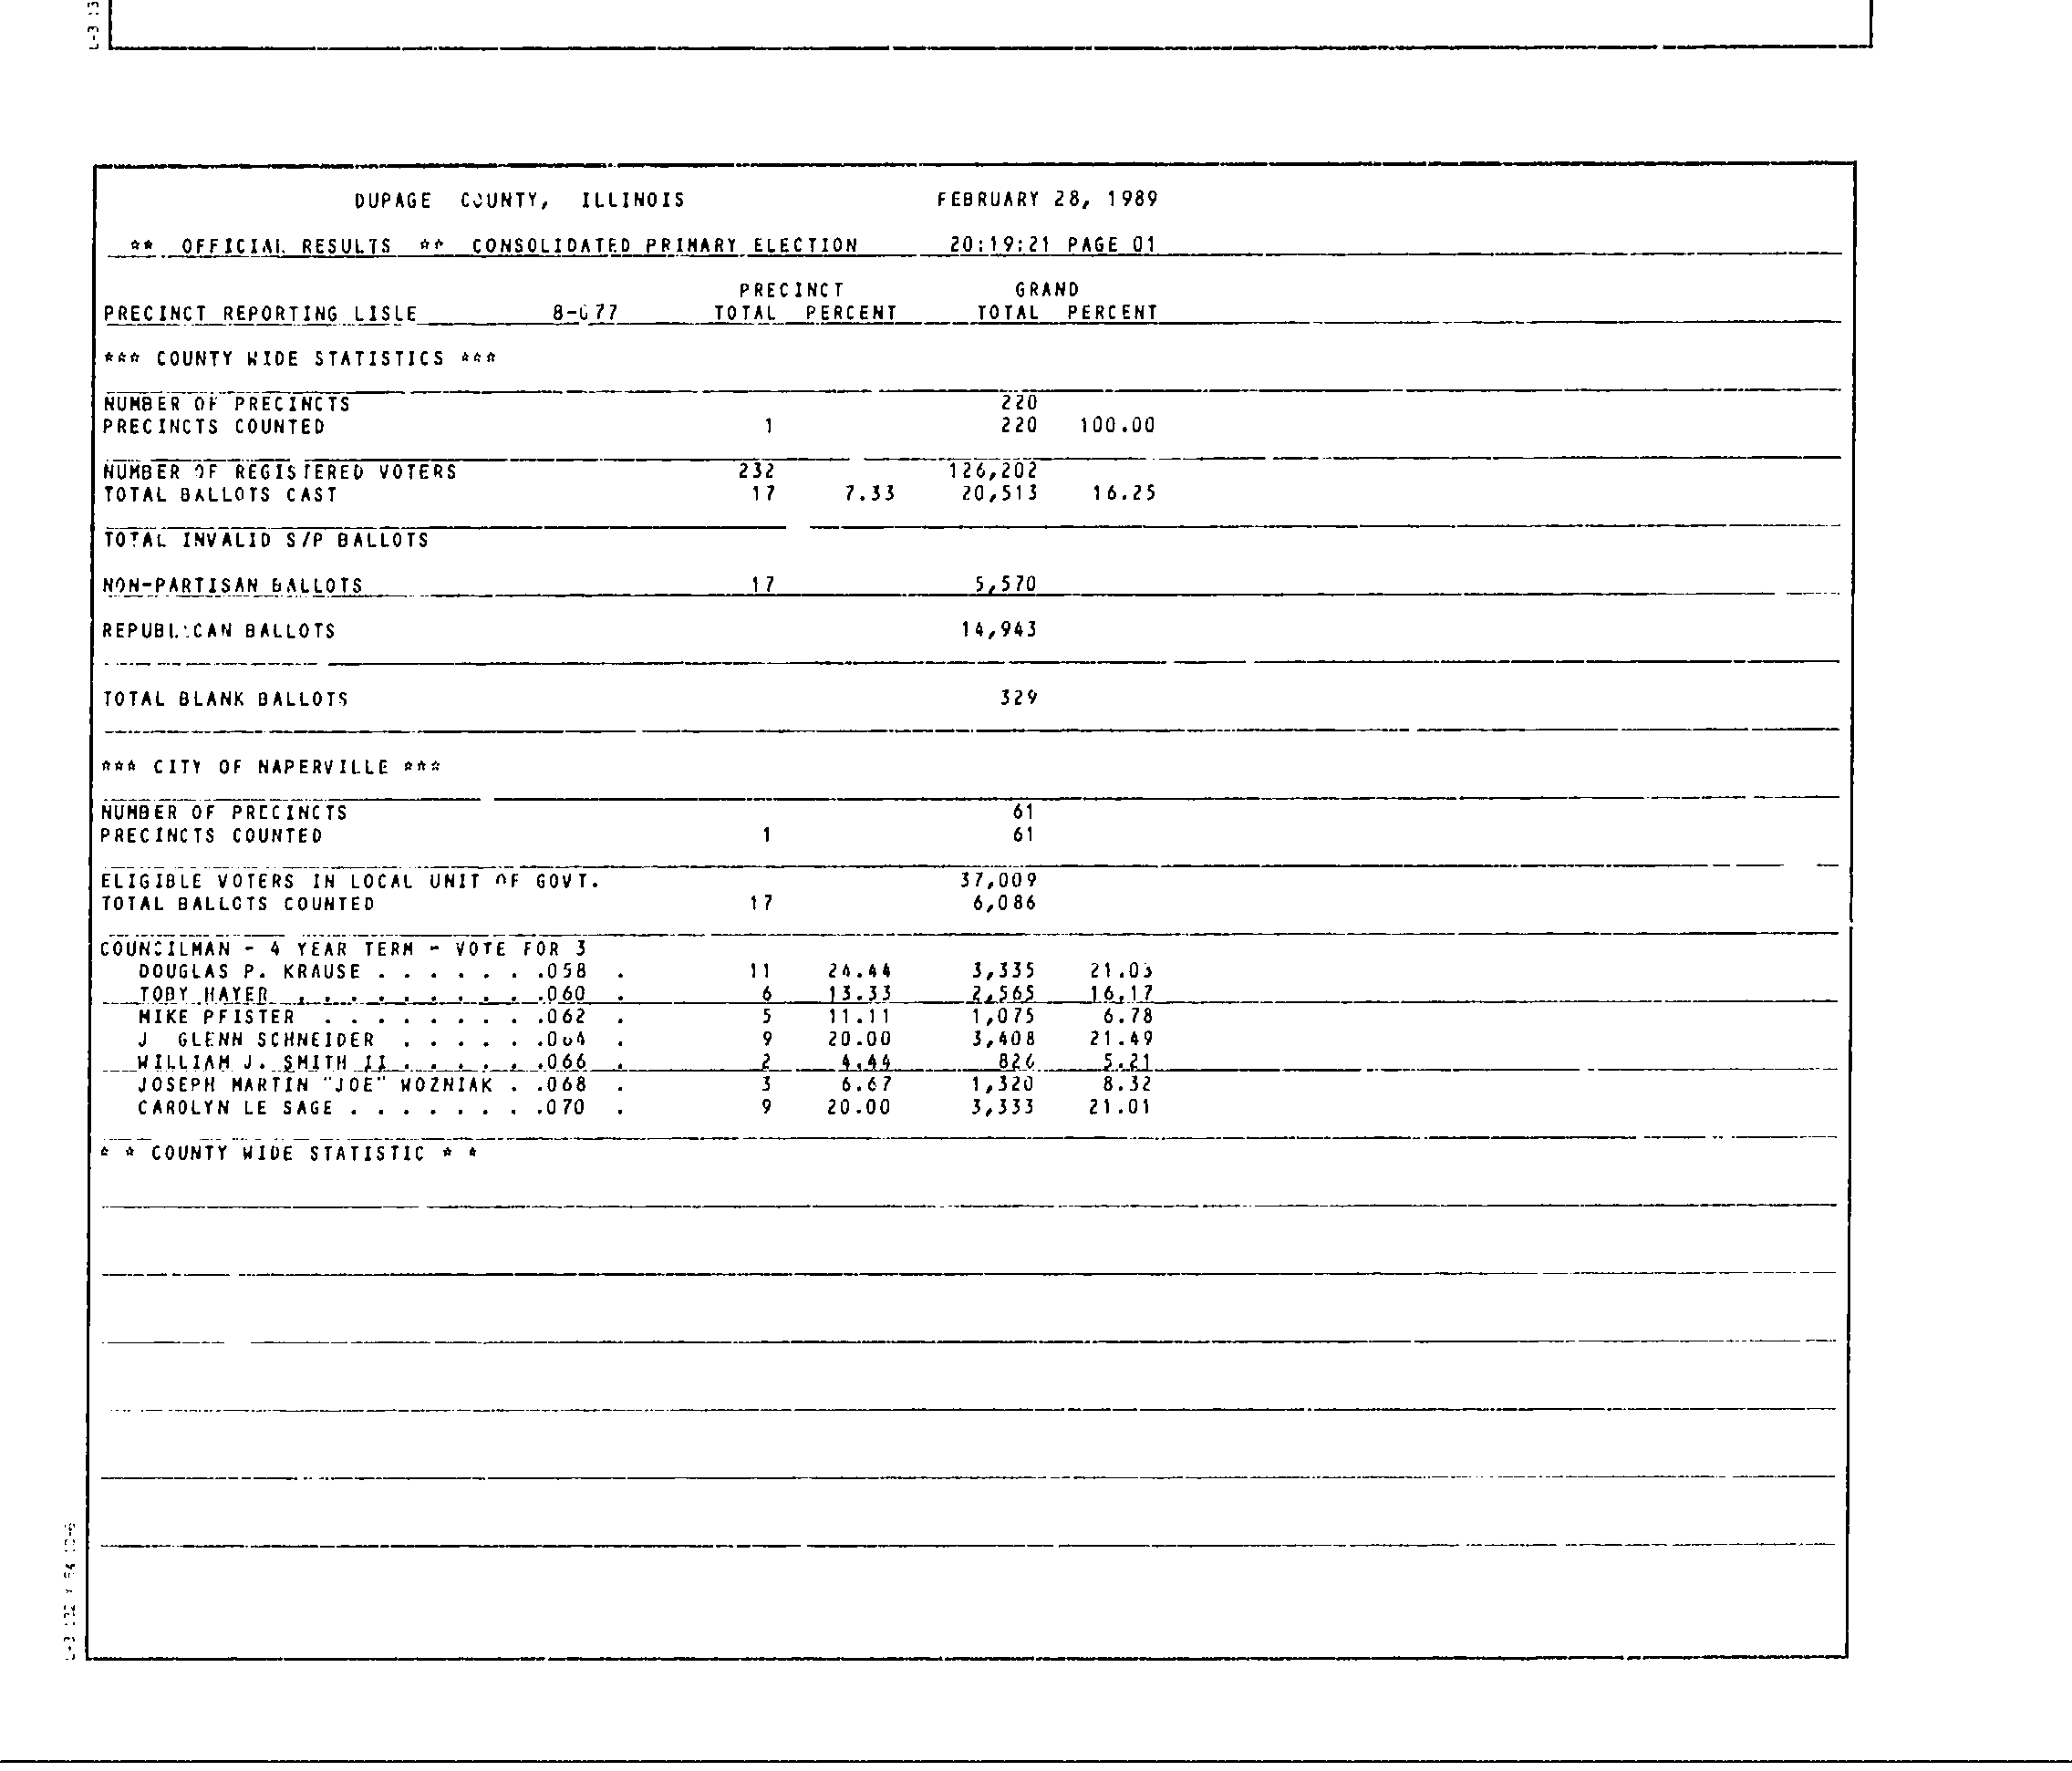 DUPAGE COUNTY, ILLINOIS FEBRUARY 28, 1989
** OFFICIAL RESULTS ** CONSOLIDATED PRIMARY ELECTION 20:19:21 PAGE 01
PRECINCT GRAND
PRECINCT REPORTING LISLE 8-077 TOTAL PERCENT TOTAL PERCENT
*** COUNTY WIDE STATISTICS ***
NUMBER OF PRECINCTS 220
PRECINCTS COUNTED 1 220 100.00
NUMBER OF REGISTERED VOTERS 232 126,202
TOTAL BALLOTS CAST 17 7.33 20,513 16.25
TOTAL INVALID S/P BALLOTS
NON-PARTISAN BALLOTS 17 5,570
REPUBLICAN BALLOTS 14,943
TOTAL BLANK BALLOTS 329
*** CITY OF NAPERVILLE ***
NUMBER OF PRECINCTS 61
PRECINCTS COUNTED 1 61
ELIGIBLE VOTERS IN LOCAL UNIT OF GOVT. 37,009
TOTAL BALLOTS COUNTED 17 6,086
COUNCILMAN - 4 YEAR TERM - VOTE FOR 3
DOUGLAS P. KRAUSE . . . . . . .058 . 11 24.44 3,335 21.03
TOBY HAYER . . . . . . . . . .060 . 6 13.33 2,565 16.17
MIKE PFISTER . . . . . . . . .062 . 5 11.11 1,075 6.78
J GLENN SCHNEIDER . . . . . .064 . 9 20.00 3,408 21.49
WILLIAM J. SMITH II . . . . . .066 . 2 4.44 826 5.21
JOSEPH MARTIN "JOE" WOZNIAK . .068 . 3 6.67 1,320 8.32
CAROLYN LE SAGE . . . . . . . .070 . 9 20.00 3,333 21.01
* * COUNTY WIDE STATISTIC * *